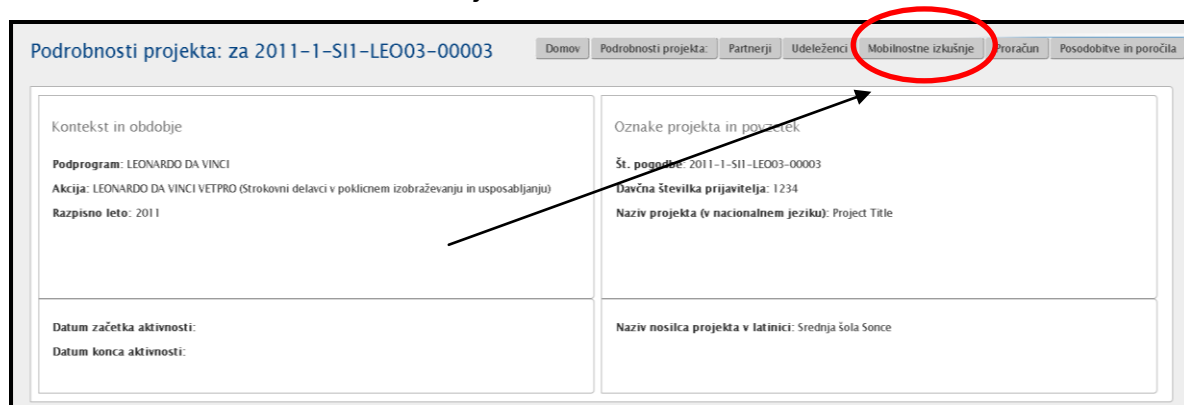 Podrobnosti projekta: za 2011-1-SI1-LEO03-00003
Domov
Podrobnosti projekta:
Partnerji
Udeleženci
Mobilnostne izkušnje
Proračun
Posodobitve in poročila
Kontekst in obdobje
Podprogram: LEONARDO DA VINCI
Akcija: LEONARDO DA VINCI VETPRO (Strokovni delavci v poklicnem izobraževanju in usposabljanju)
Razpisno leto: 2011
Oznake projekta in povzetek
Št. pogodbe: 2011-1-SI1-LEO03-00003
Davčna številka prijavitelja: 1234
Naziv projekta (v nacionalnem jeziku): Project Title
Datum začetka aktivnosti:
Datum konca aktivnosti:
Naziv nosilca projekta v latinici: Srednja šola Sonce